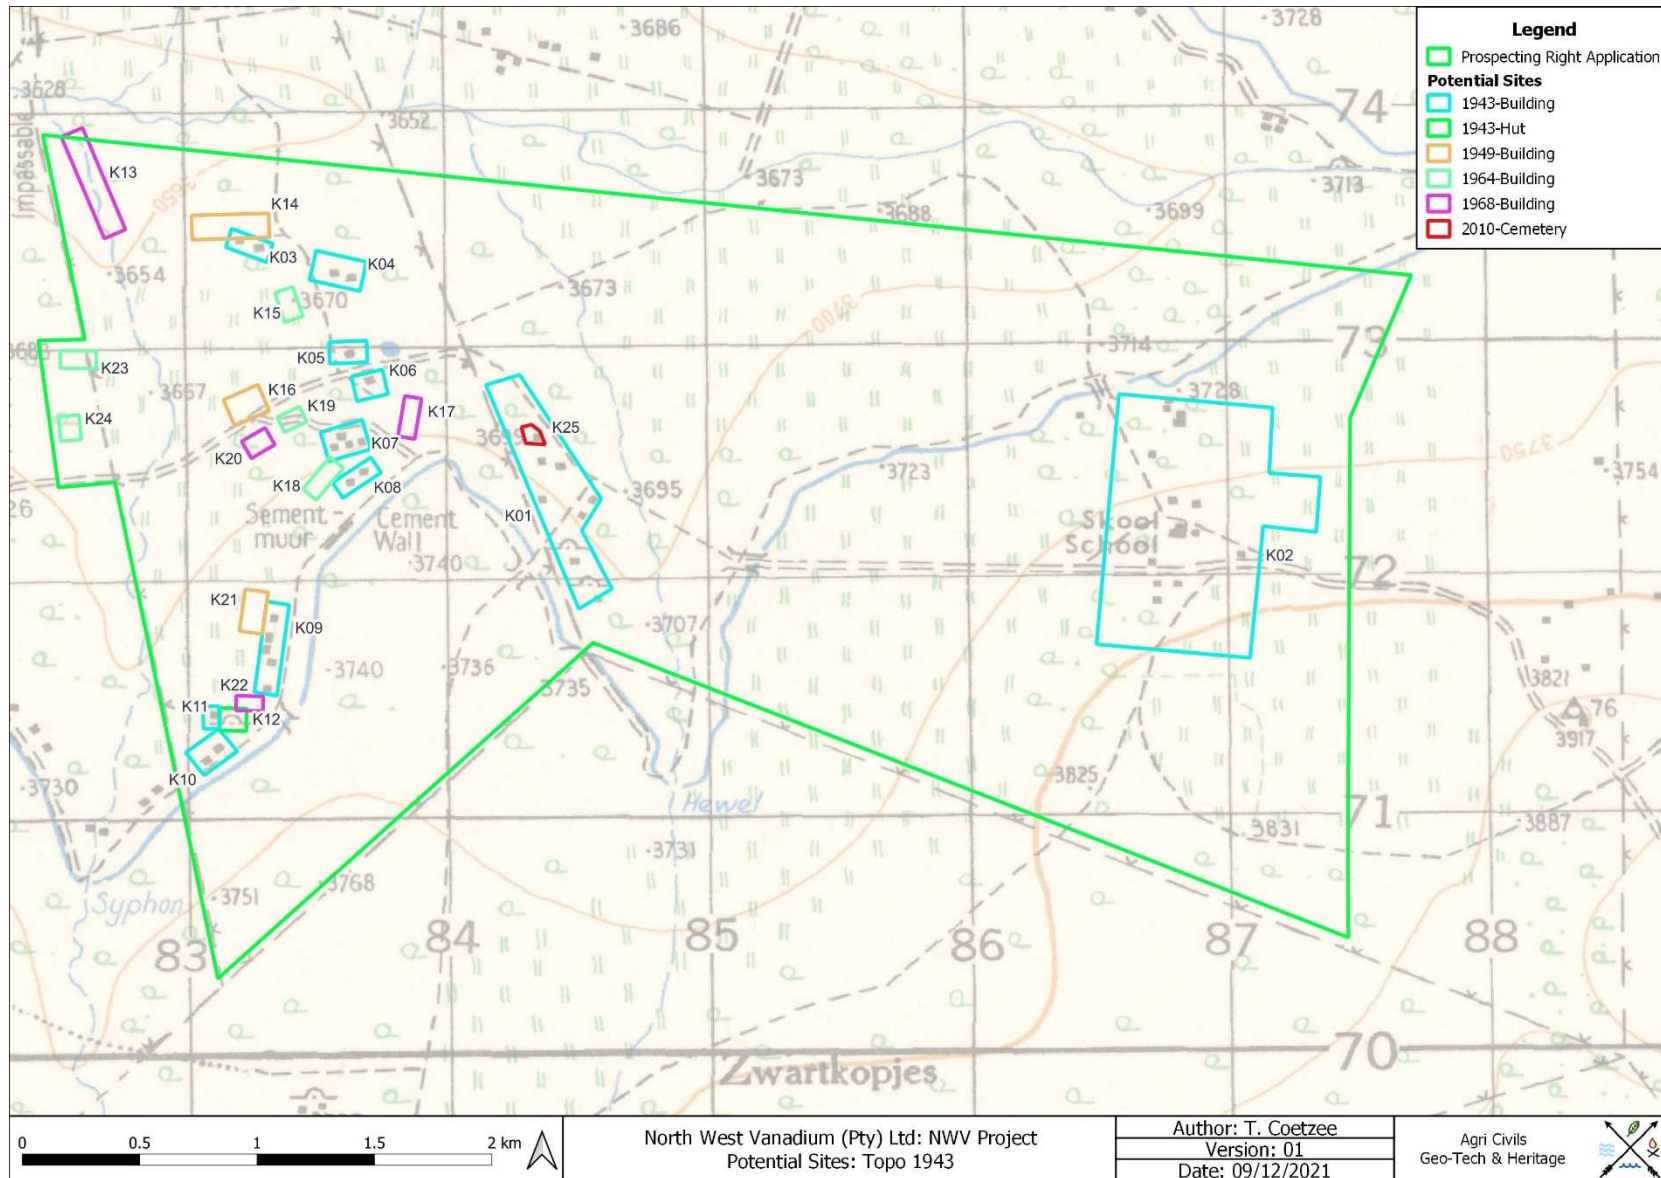 3686
3728
Legend
Prospecting Right Application
Potential Sites
1943-Building
1943-Hut
1949-Building
1964-Building
1968-Building
2010-Cemetery
3628
3652
74
Impassable
K13
3650
3673
3713
K14
3688
3699
K03
K04
3654
3670
3673
K15
3700
3714
73
K05
K23
K06
3667
K16
3728
K19
K17
K24
K25
K07
K20
3723
3750
3754
K18
K08
3695
26
Sement-
muur
Cement
Wall
K01
Skool
School
3740
K02
72
K21
K09
3707
3740
3736
3735
3821
K22
76
K11
K12
3917
K10
3730
Hewel
3825
71
3831
3887
3731
3768
3751
Syphon
83
84
85
86
87
88
70
Zwartkopjes
0 0.5 1 1.5 2 km
North West Vanadium (Pty) Ltd: NWV Project
Potential Sites: Topo 1943
Author: T. Coetzee
Version: 01
Date: 09/12/2021
Agri Civils
Geo-Tech & Heritage